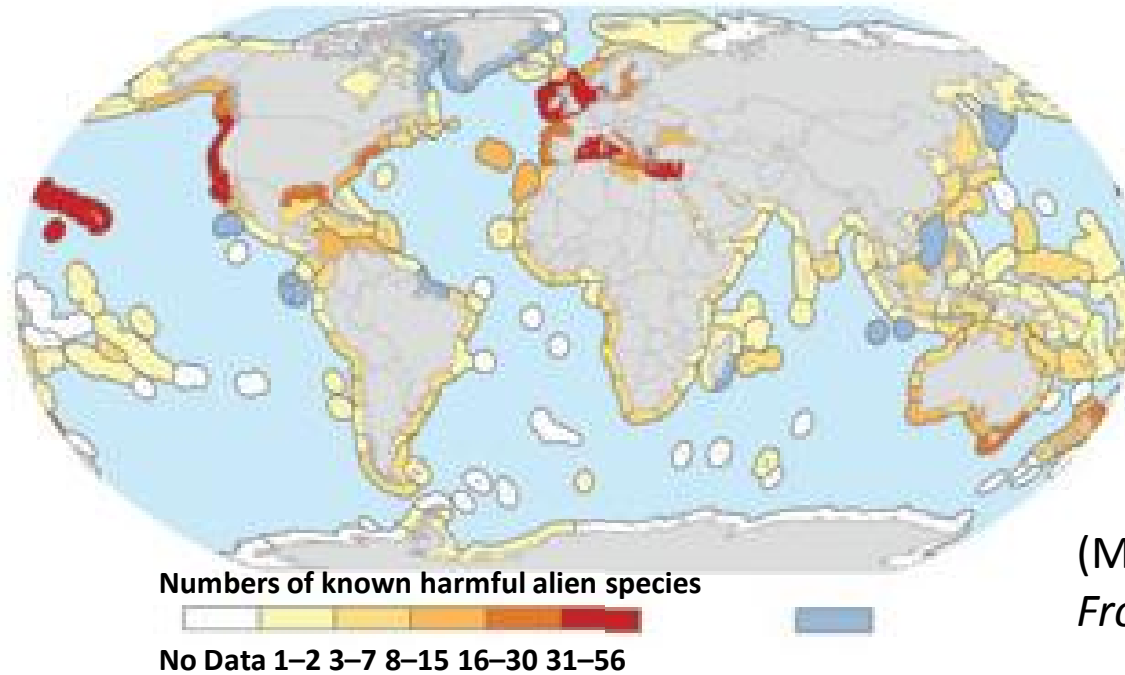 Numbers of known harmful alien species
No Data 1–2 3–7 8–15 16–30 31–56
(M
Fro